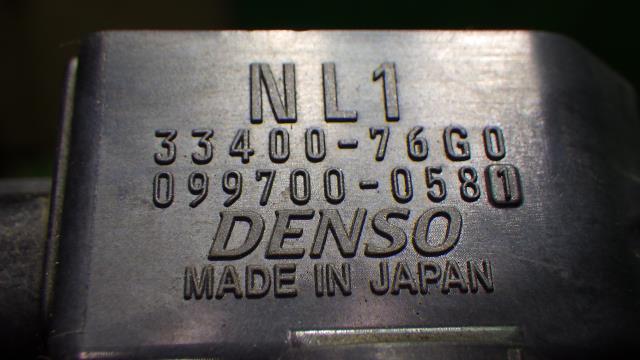 NL1
33400-76G0
099700-0581
DENSO
MADE IN JAPAN